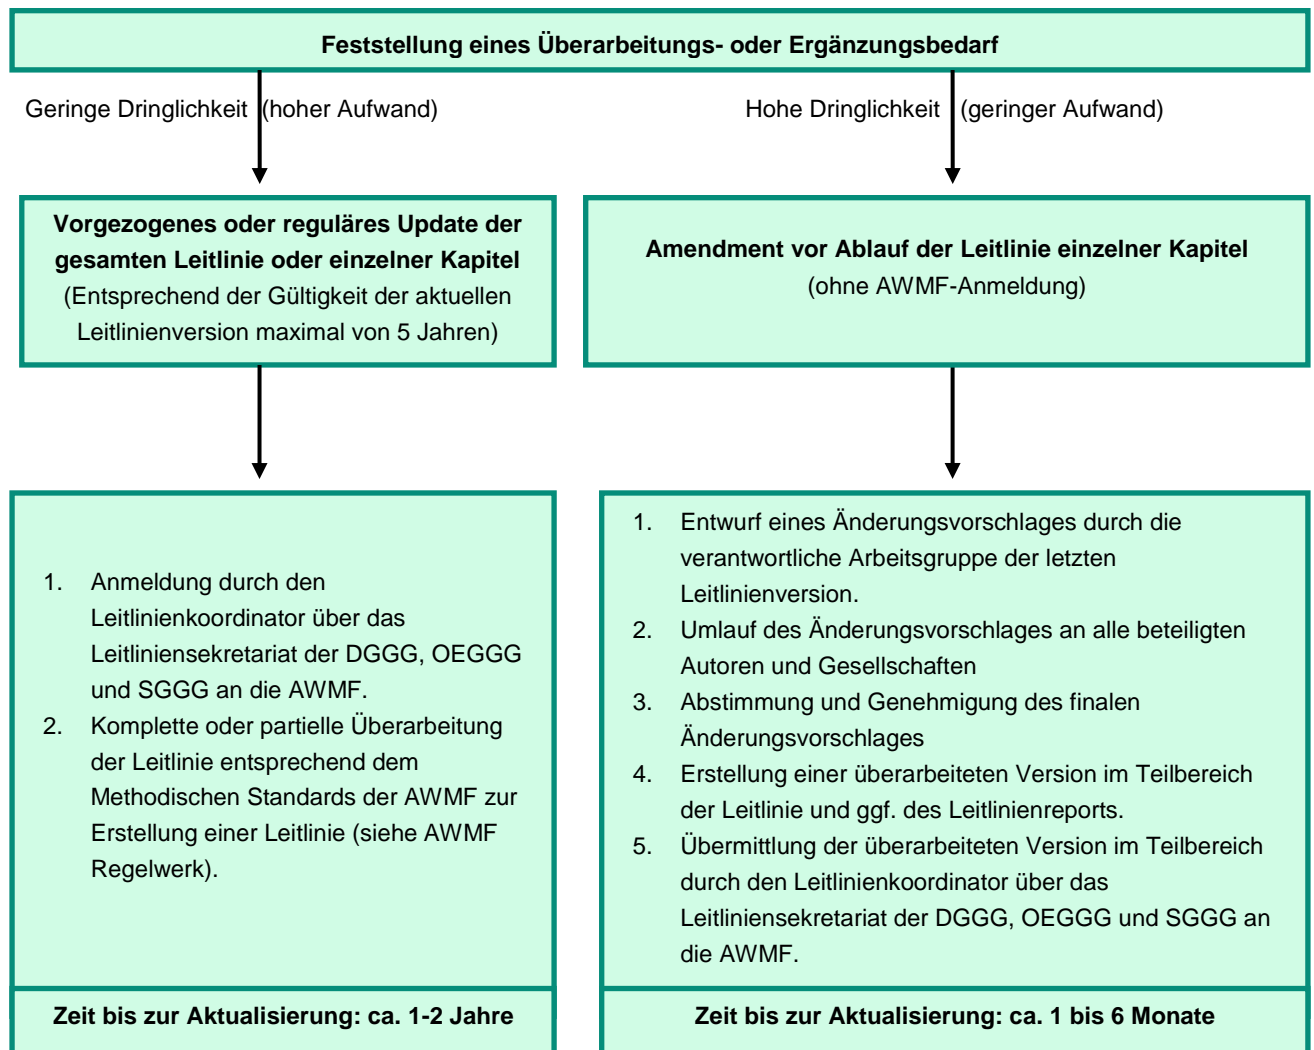 Feststellung eines Überarbeitungs- oder Ergänzungsbedarf
Geringe Dringlichkeit (hoher Aufwand)
Hohe Dringlichkeit (geringer Aufwand)
Vorgezogenes oder reguläres Update der
gesamten Leitlinie oder einzelner Kapitel
(Entsprechend der Gültigkeit der aktuellen
Leitlinienversion maximal von 5 Jahren)
Amendment vor Ablauf der Leitlinie einzelner Kapitel
(ohne AWMF-Anmeldung)
1. Anmeldung durch den
Leitlinienkoordinator über das
Leitliniensekretariat der DGGG, OEGGG
und SGGG an die AWMF.
2. Komplette oder partielle Überarbeitung
der Leitlinie entsprechend dem
Methodischen Standards der AWMF zur
Erstellung einer Leitlinie (siehe AWMF
Regelwerk).
Zeit bis zur Aktualisierung: ca. 1-2 Jahre
1. Entwurf eines Änderungsvorschlages durch die
verantwortliche Arbeitsgruppe der letzten
Leitlinienversion.
2. Umlauf des Änderungsvorschlages an alle beteiligten
Autoren und Gesellschaften
3. Abstimmung und Genehmigung des finalen
Änderungsvorschlages
4. Erstellung einer überarbeiteten Version im Teilbereich
der Leitlinie und ggf. des Leitlinienreports.
5. Übermittlung der überarbeiteten Version im Teilbereich
durch den Leitlinienkoordinator über das
Leitliniensekretariat der DGGG, OEGGG und SGGG an
die AWMF.
Zeit bis zur Aktualisierung: ca. 1 bis 6 Monate